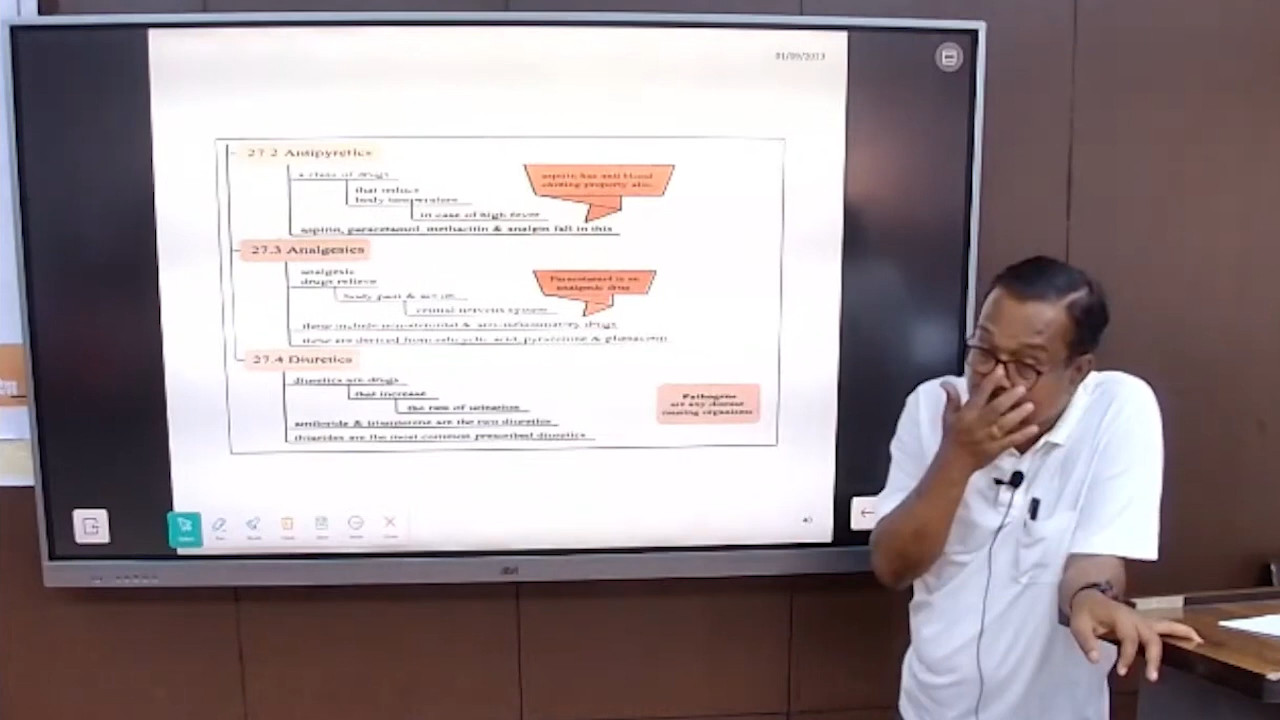 01/09/2013
27.2 Antipyretics
a class of drugs
that reduce
body temperature
in case of high fever
aspirin, paracetamol, methacitin & analgin fall in this
aspirin has anti blood
clotting property also.
27.3 Analgesics
analgesic
drugs relieve
body pain & act on
central nervous system
these include & anti-inflammatory drugs
these are derived from salicylic acid, & phenacetin
Paracetamol is an
analgesic drug
27.4 Diuretics
diuretics are drugs
that increase
the rate of urination
amiloride & are the two diuretics
thiazides are the most common prescribed diuretics
Pathogens
are any disease
causing organisms